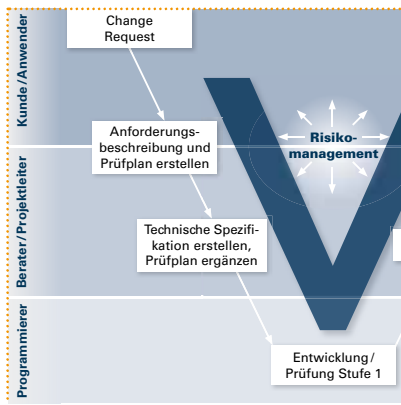 Change
Request
Kunde/Anwender
Risiko-
management
Anforderungs-
beschreibung und
Prüfplan erstellen
Berater/Projektleiter
Technische Spezifi-
kation erstellen,
Prüfplan ergänzen
Programmierer
Entwicklung/
Prüfung Stufe 1